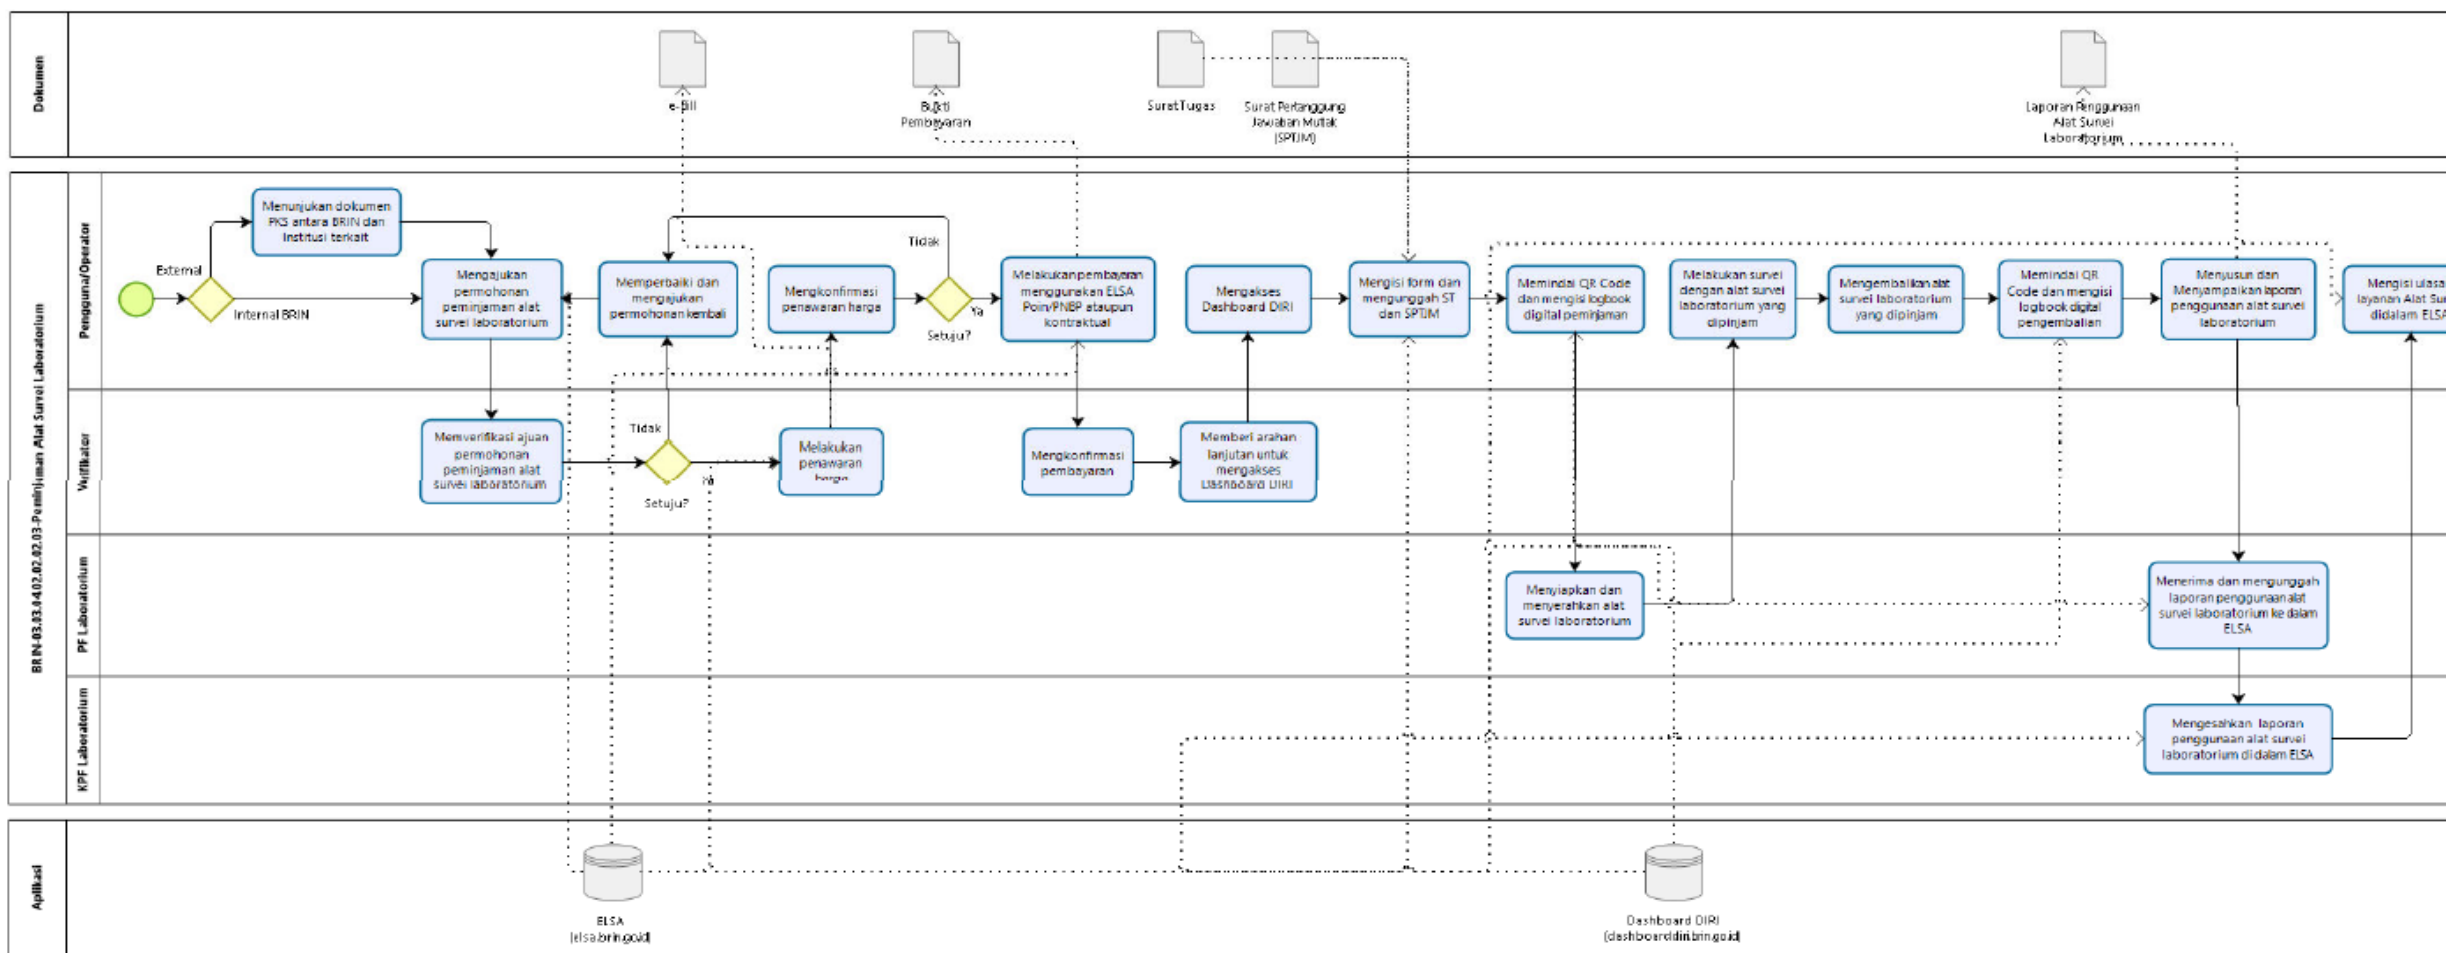 Dokumen
e-Bill
Bukti
Pembayaran
Surat Tugas
Surat Pertanggung
Jawaban Mutlak
(SPTJM)
Laporan Penggunaan
Alat Survei
Laboratorium
BRIN-03.03.04.02.02.02.03-Peminjaman Alat Survei Laboratorium
Pengguna/Operator
External
Internal BRIN
Menunjukan dokumen
PKS antara BRIN dan
Institusi terkait
Mengajukan
permohonan
peminjaman alat
survei laboratorium
Memperbaiki dan
mengajukan
permohonan kembali
Mengkonfirmasi
penawaran harga
Tidak
Ya
Setuju?
Melakukan pembayaran
menggunakan ELSA
Poin/PNBP ataupun
kontraktual
Mengakses
Dashboard DIRI
Mengisi form dan
mengunggah ST
dan SPTJM
Memindai QR Code
dan mengisi logbook
digital peminjaman
Melakukan survei
dengan alat survei
laboratorium yang
dipinjam
Mengembalikan alat
survei laboratorium
yang dipinjam
Memindai QR
Code dan mengisi
logbook digital
pengembalian
Menyusun dan
Menyampaikan laporan
penggunaan alat survei
laboratorium
Mengisi ulasa
layanan Alat Sur
didalam ELSA
Verifikator
Memverifikasi ajuan
permohonan
peminjaman alat
survei laboratorium
Tidak
Ya
Setuju?
Melakukan
penawaran
harga
Mengkonfirmasi
pembayaran
Memberi arahan
lanjutan untuk
mengakses
Dashboard DIRI
PF Laboratorium
Menyiapkan dan
menyerahkan alat
survei laboratorium
Menerima dan mengunggah
laporan penggunaan alat
survei laboratorium ke dalam
ELSA
KPF Laboratorium
Mengesahkan laporan
penggunaan alat survei
laboratorium di dalam ELSA
Aplikasi
ELSA
(elsa.brin.go.id)
Dashboard DIRI
(dashboarddiri.brin.go.id)